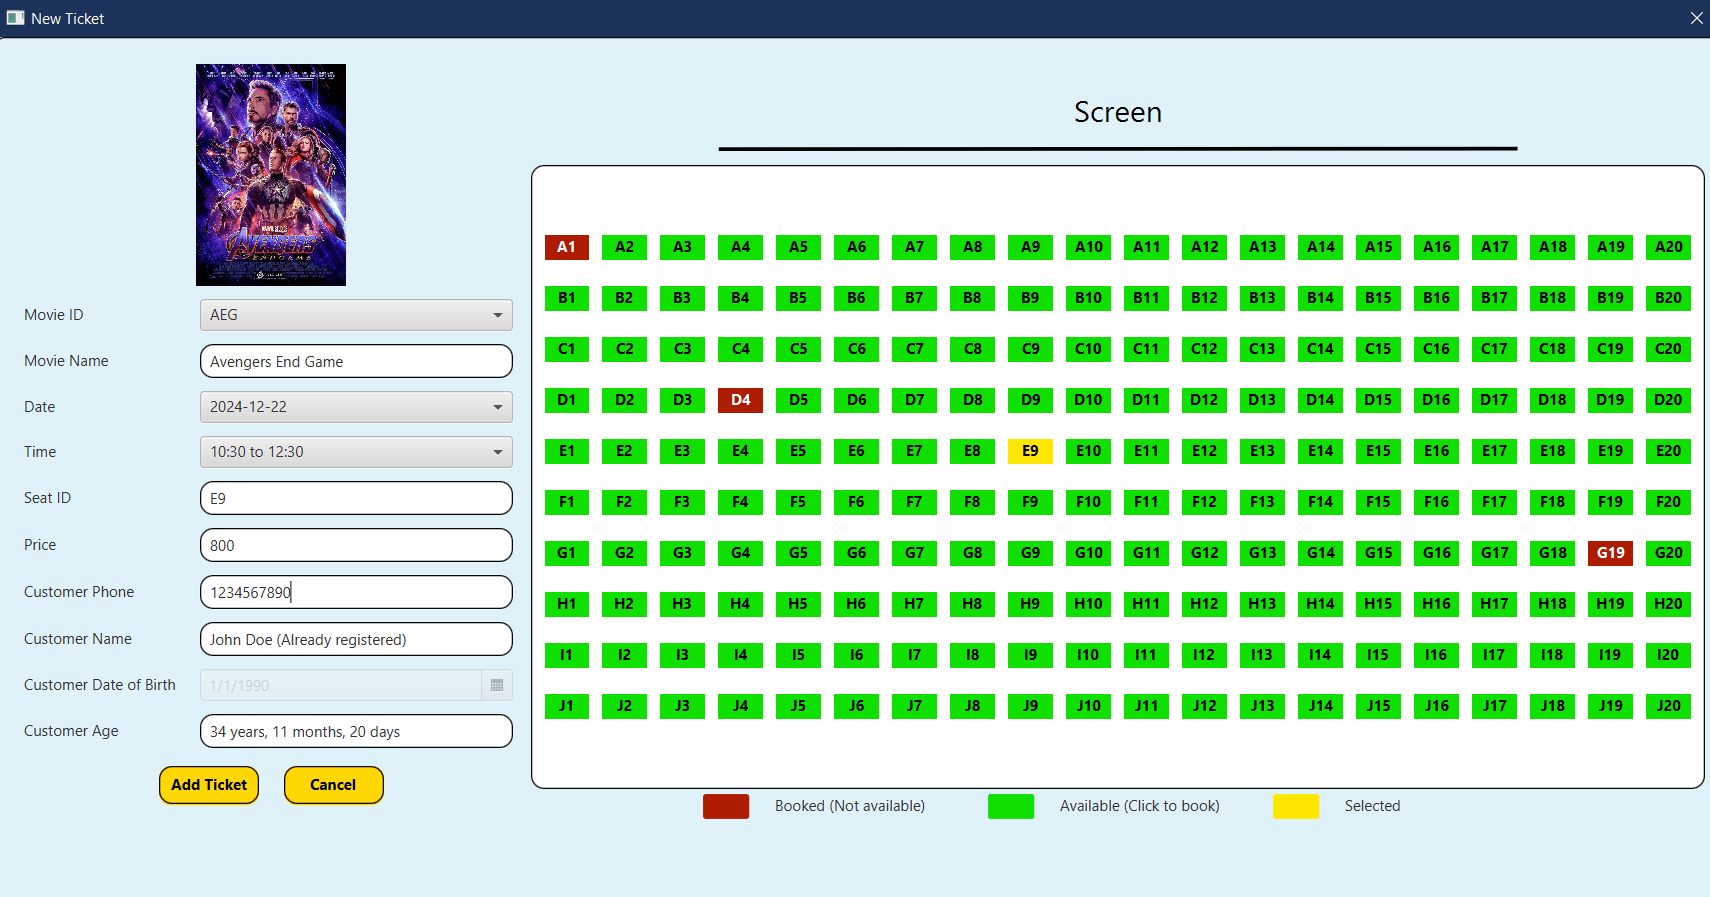 New Ticket
AVENGERS
ENDGAME
Movie ID AEG
Movie Name Avengers End Game
Date 2024-12-22
Time 10:30 to 12:30
Seat ID E9
Price 800
Customer Phone 1234567890
Customer Name John Doe (Already registered)
Customer Date of Birth 1/1/1990
Customer Age 34 years, 11 months, 20 days
Add Ticket Cancel
Screen
A1 A2 A3 A4 A5 A6 A7 A8 A9 A10 A11 A12 A13 A14 A15 A16 A17 A18 A19 A20
B1 B2 B3 B4 B5 B6 B7 B8 B9 B10 B11 B12 B13 B14 B15 B16 B17 B18 B19 B20
C1 C2 C3 C4 C5 C6 C7 C8 C9 C10 C11 C12 C13 C14 C15 C16 C17 C18 C19 C20
D1 D2 D3 D4 D5 D6 D7 D8 D9 D10 D11 D12 D13 D14 D15 D16 D17 D18 D19 D20
E1 E2 E3 E4 E5 E6 E7 E8 E9 E10 E11 E12 E13 E14 E15 E16 E17 E18 E19 E20
F1 F2 F3 F4 F5 F6 F7 F8 F9 F10 F11 F12 F13 F14 F15 F16 F17 F18 F19 F20
G1 G2 G3 G4 G5 G6 G7 G8 G9 G10 G11 G12 G13 G14 G15 G16 G17 G18 G19 G20
H1 H2 H3 H4 H5 H6 H7 H8 H9 H10 H11 H12 H13 H14 H15 H16 H17 H18 H19 H20
I1 I2 I3 I4 I5 I6 I7 I8 I9 I10 I11 I12 I13 I14 I15 I16 I17 I18 I19 I20
J1 J2 J3 J4 J5 J6 J7 J8 J9 J10 J11 J12 J13 J14 J15 J16 J17 J18 J19 J20
Booked (Not available) Available (Click to book) Selected